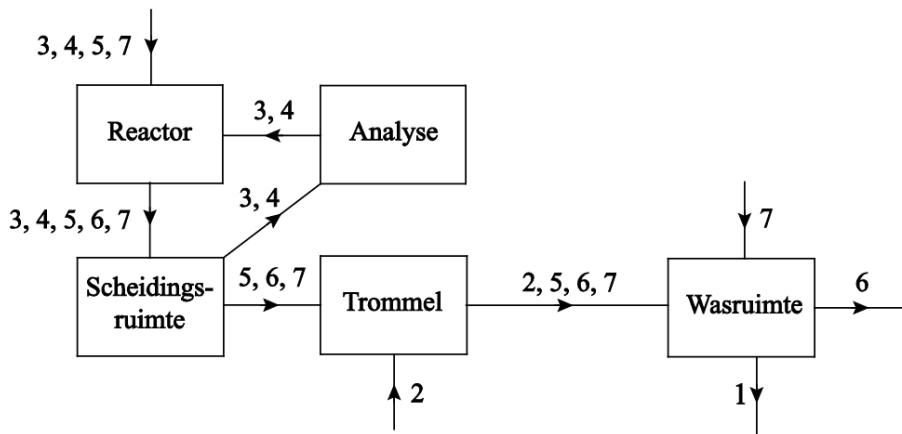 3, 4, 5, 7
Reactor
3, 4
Analyse
3, 4, 5, 6, 7
3, 4
7
Scheidings-
ruimte
5, 6, 7
Trommel
2, 5, 6, 7
Wasruimte
6
2
1